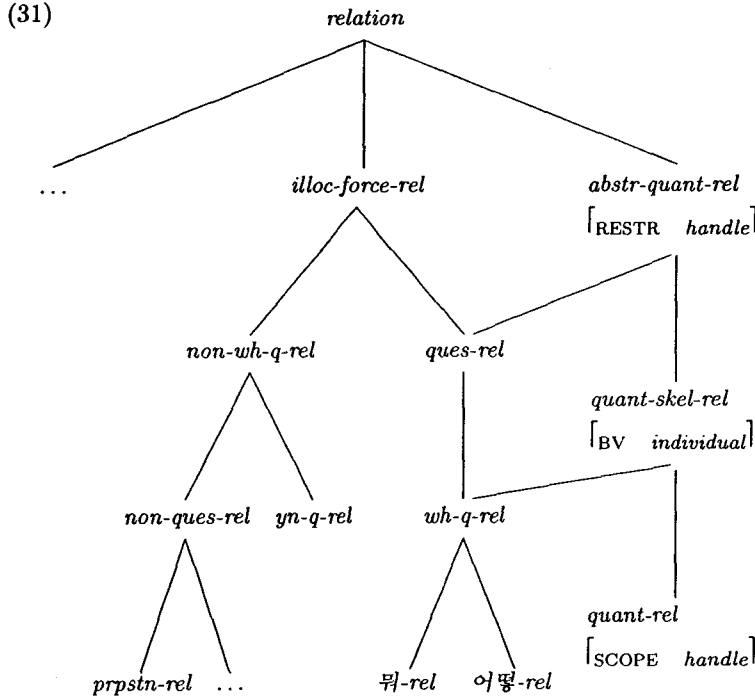 (31)
relation
... illoc-force-rel abstr-quant-rel
[RESTR handle]
non-wh-q-rel ques-rel
quant-skel-rel
[BV individual]
non-ques-rel yn-q-rel wh-q-rel
quant-rel
[SCOPE handle]
prpstn-rel ... 뭐-rel 어떻-rel